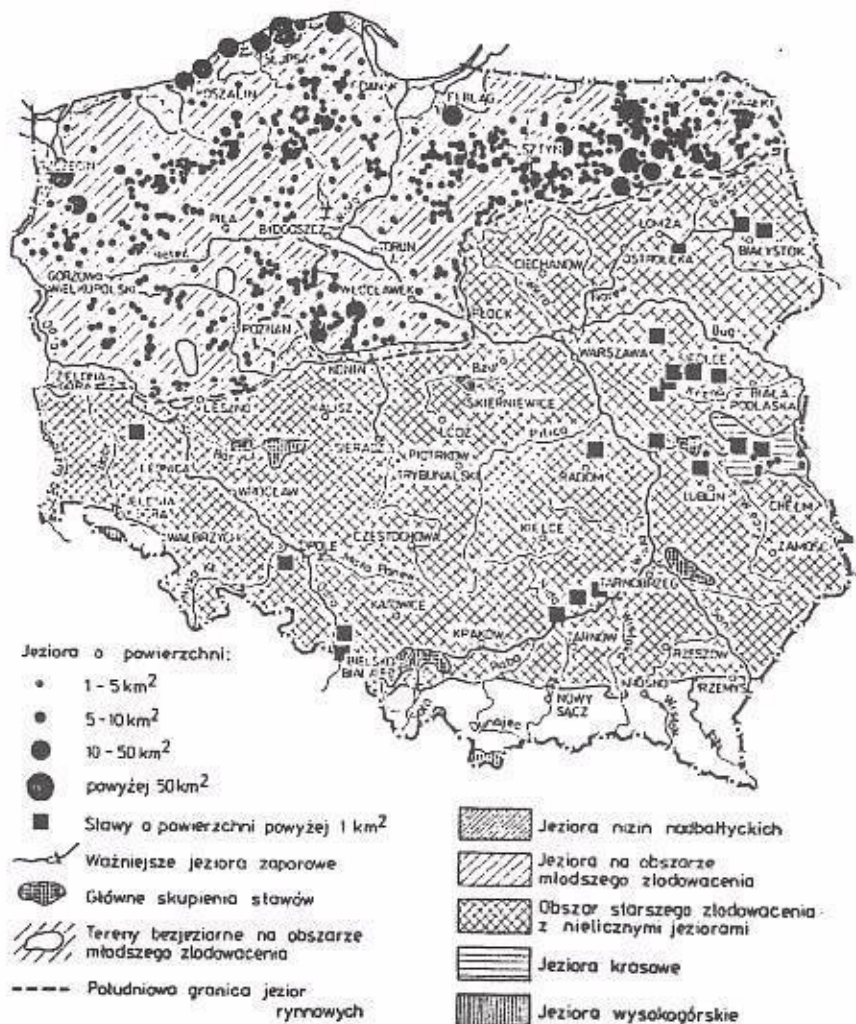 SŁUPSK
KOSZALIN
GDAŃSK
ELBLĄG
SZCZECIN
PIŁA
BYDGOSZCZ
TORUŃ
ŁOMŻA
BIAŁYSTOK
OSTROŁĘKA
CIECHANÓW
GORZÓW
WIELKOPOLSKI
WŁOCŁAWEK
PŁOCK
POZNAŃ
WARSZAWA
Bug
SIEDLCE
KONIN
ZIELONA
GÓRA
LESZNO
KALISZ
SKIERNIEWICE
BIAŁA
PODLASKA
ŁÓDŹ
SIERADZ
PIOTRKÓW
TRYBUNALSKI
Pilica
RADOM
LEGNICA
WROCŁAW
LUBLIN
CHEŁM
JELENIA
GÓRA
WAŁBRZYCH
CZĘSTOCHOWA
KIELCE
ZAMOŚĆ
OPOLE
Mała Panew
TARNOBRZEG
KATOWICE
KRAKÓW
TARNÓW
RZESZÓW
BIELSKO
BIAŁA
Raba
KROSNO
PRZEMYŚL
NOWY
SĄCZ
Dunajec
Wisłok
San
Jeziora o powierzchni:
1-5 km²
5-10 km²
10-50 km²
powyżej 50 km²
Stawy o powierzchni powyżej 1 km²
Ważniejsze jeziora zaporowe
Główne skupienia stawów
Tereny bezjeziorne na obszarze
młodszego zlodowacenia
Południowa granica jezior
rynnowych
Jeziora nizin nadbałtyckich
Jeziora na obszarze
młodszego zlodowacenia
Obszar starszego zlodowacenia
z nielicznymi jeziorami
Jeziora krasowe
Jeziora wysokogórskie